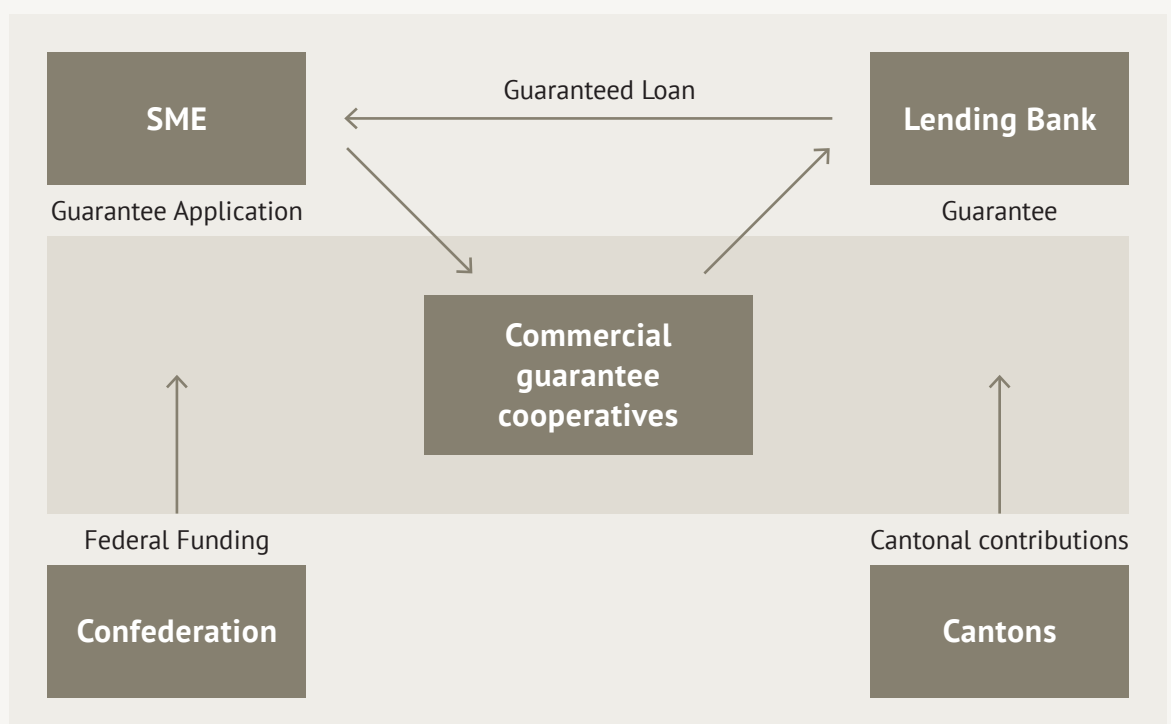 Guaranteed Loan
SME
Lending Bank
Guarantee Application
Guarantee
Commercial
guarantee
cooperatives
Federal Funding
Cantonal contributions
Confederation
Cantons